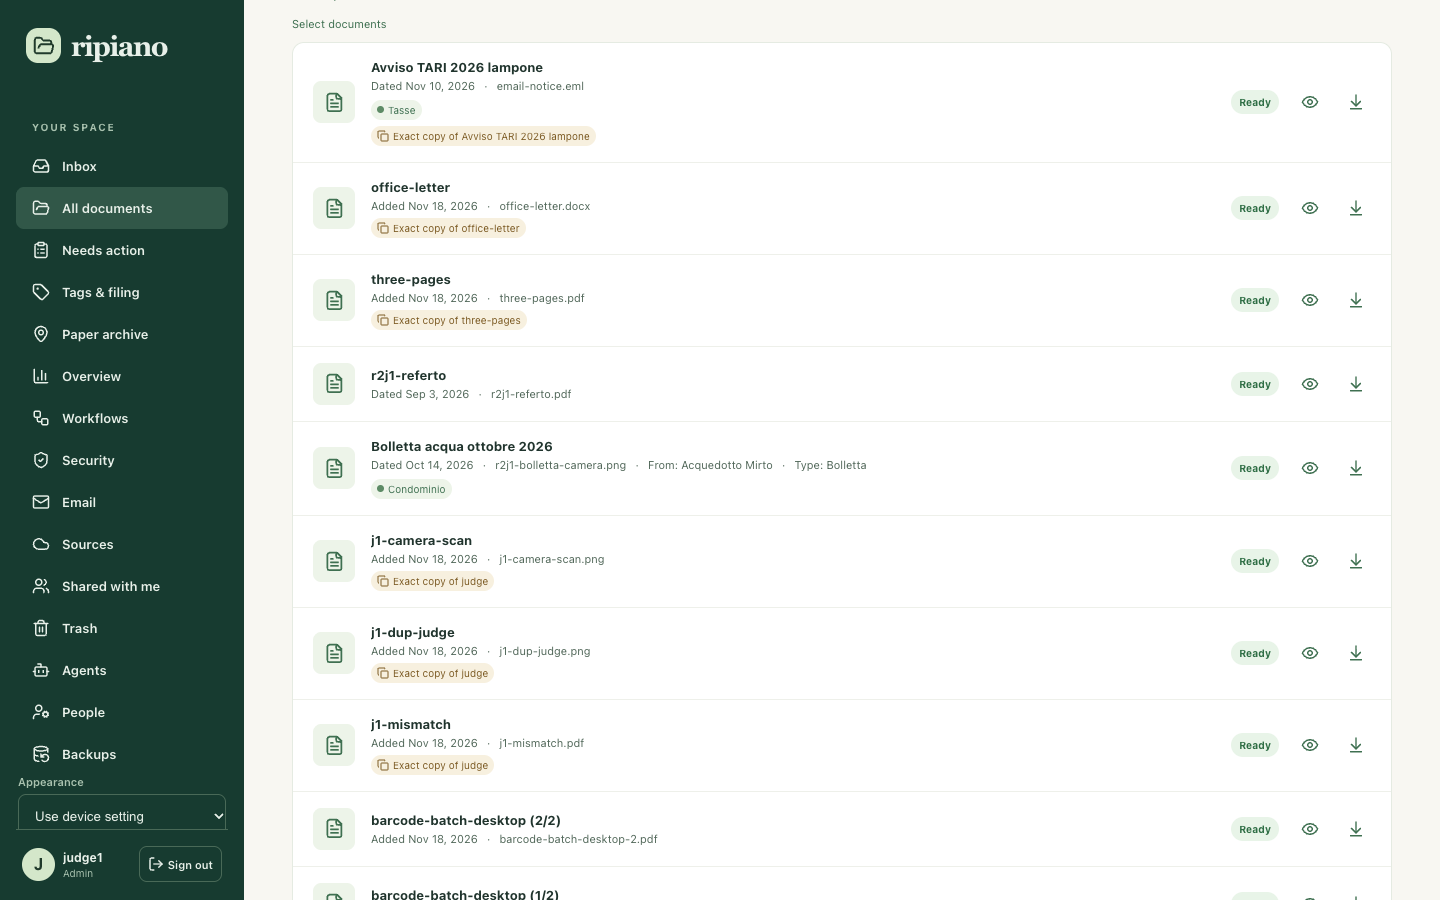 ripiano
YOUR SPACE
Inbox
All documents
Needs action
Tags & filing
Paper archive
Overview
Workflows
Security
Email
Sources
Shared with me
Trash
Agents
People
Backups
Appearance
Use device setting
J
judge1
Admin
Sign out
Select documents
Avviso TARI 2026 lampone
Dated Nov 10, 2026 · email-notice.eml
Tasse
Exact copy of Avviso TARI 2026 lampone
Ready
office-letter
Added Nov 18, 2026 · office-letter.docx
Exact copy of office-letter
Ready
three-pages
Added Nov 18, 2026 · three-pages.pdf
Exact copy of three-pages
Ready
r2j1-referto
Dated Sep 3, 2026 · r2j1-referto.pdf
Ready
Bolletta acqua ottobre 2026
Dated Oct 14, 2026 · r2j1-bolletta-camera.png · From: Acquedotto Mirto · Type: Bolletta
Condominio
Ready
j1-camera-scan
Added Nov 18, 2026 · j1-camera-scan.png
Exact copy of judge
Ready
j1-dup-judge
Added Nov 18, 2026 · j1-dup-judge.png
Exact copy of judge
Ready
j1-mismatch
Added Nov 18, 2026 · j1-mismatch.pdf
Exact copy of judge
Ready
barcode-batch-desktop (2/2)
Added Nov 18, 2026 · barcode-batch-desktop-2.pdf
Ready
barcode-batch-desktop (1/2)